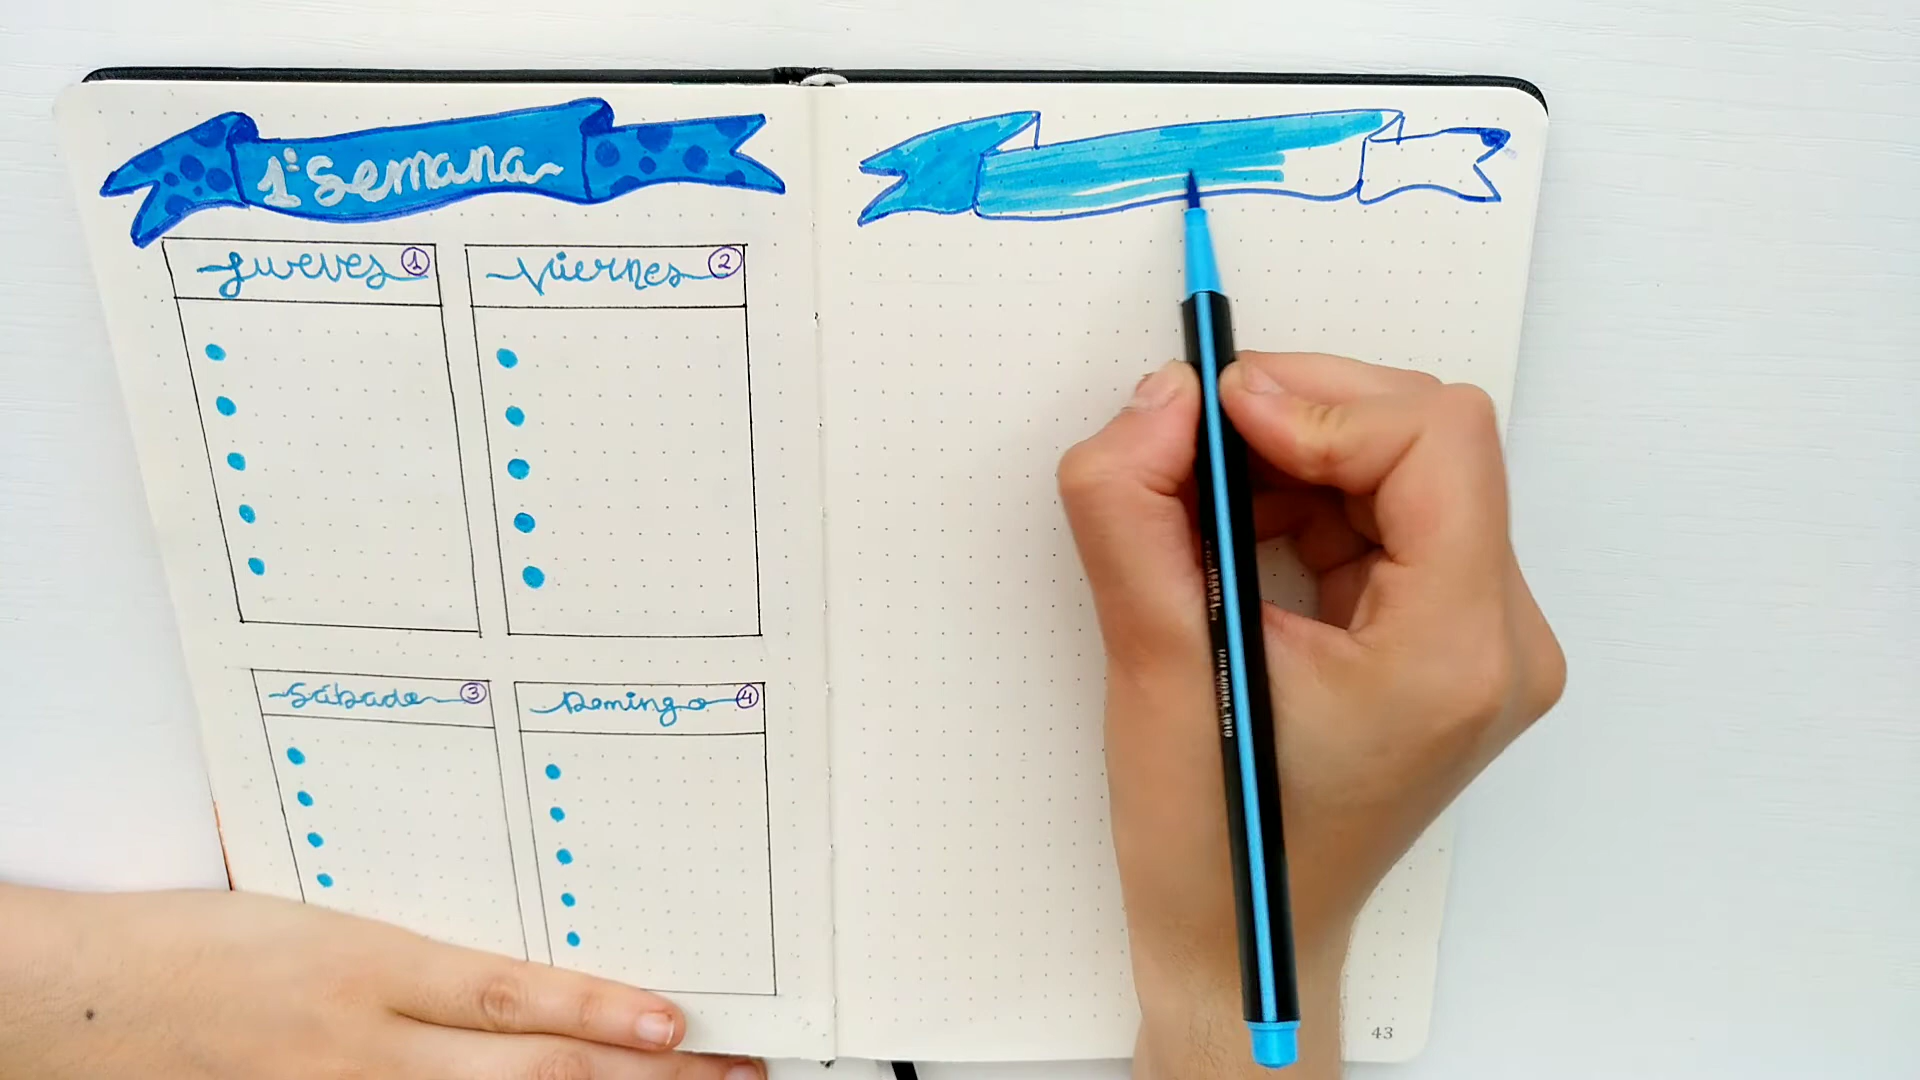 1ª Semana
Jueves 1
Viernes 2
Sábado 3
Domingo 4
43